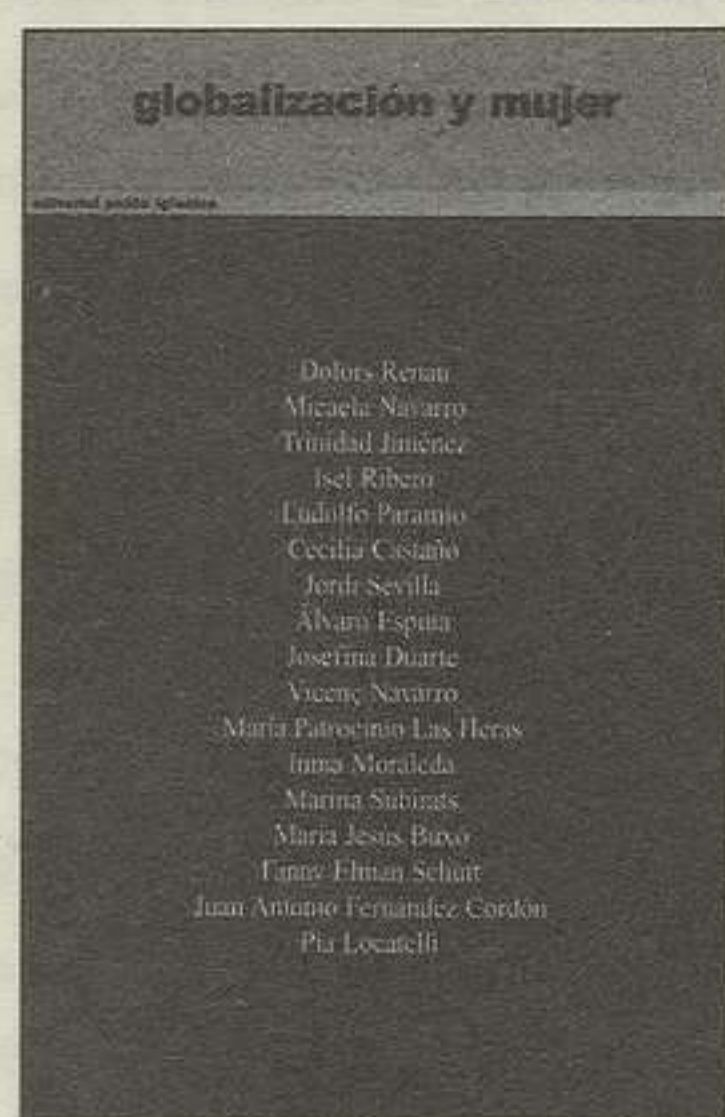 globalización y mujer
editorial pablo iglesias
Dolors Renau
Micaela Navarro
Trinidad Jiménez
Isel Ribero
Ludolfo Paramio
Cecilia Castaño
Jordi Sevilla
Álvaro Espina
Josefina Duarte
Vicenç Navarro
María Patrocinio Las Heras
Inma Moraleda
Marina Subirats
María Jesús Buxó
Fanny Elman Schutt
Juan Antonio Fernández Cordón
Pia Locatelli